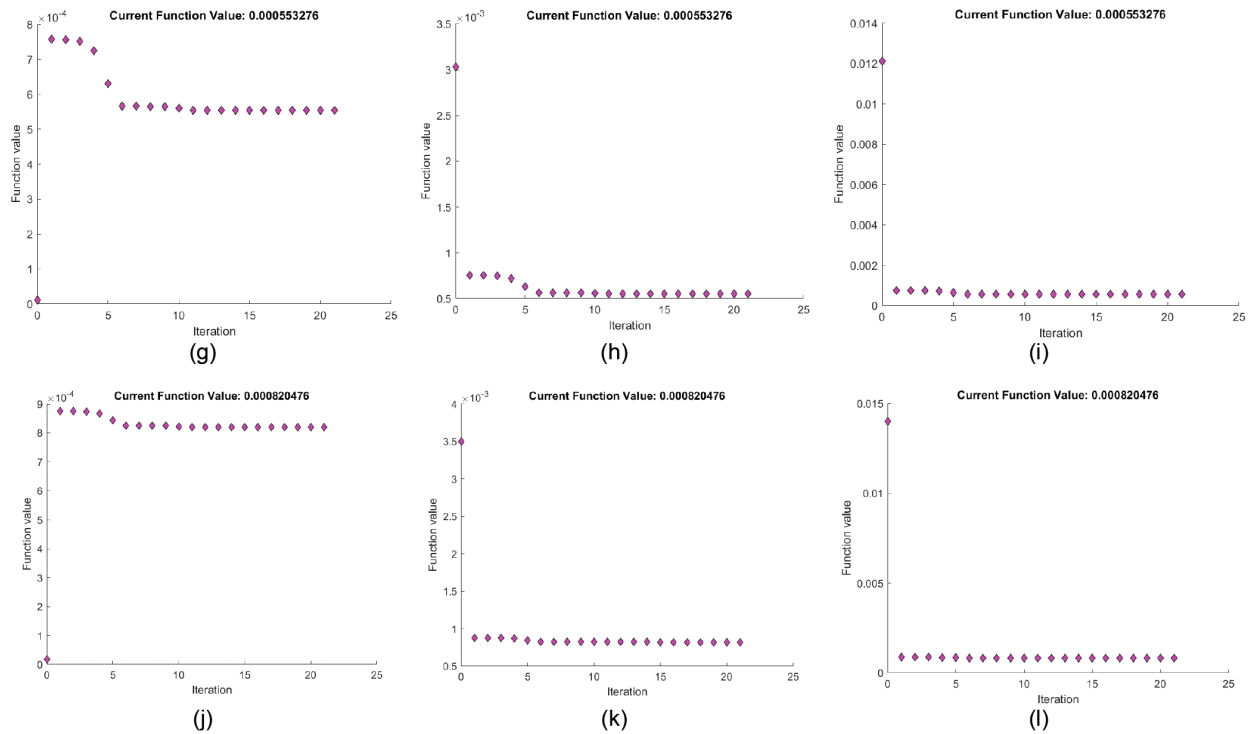 Current Function Value: 0.000553276
×10⁻⁴
8
7
6
5
4
3
2
1
0
Function value
0 5 10 15 20 25
Iteration
(g)
Current Function Value: 0.000553276
×10⁻³
3.5
3
2.5
2
1.5
1
0.5
Function value
0 5 10 15 20 25
Iteration
(h)
Current Function Value: 0.000553276
0.014
0.012
0.01
0.008
0.006
0.004
0.002
0
Function value
0 5 10 15 20 25
Iteration
(i)
Current Function Value: 0.000820476
×10⁻⁴
9
8
7
6
5
4
3
2
1
0
Function value
0 5 10 15 20 25
Iteration
(j)
Current Function Value: 0.000820476
×10⁻³
4
3.5
3
2.5
2
1.5
1
0.5
Function value
0 5 10 15 20 25
Iteration
(k)
Current Function Value: 0.000820476
0.015
0.01
0.005
0
Function value
0 5 10 15 20 25
Iteration
(l)